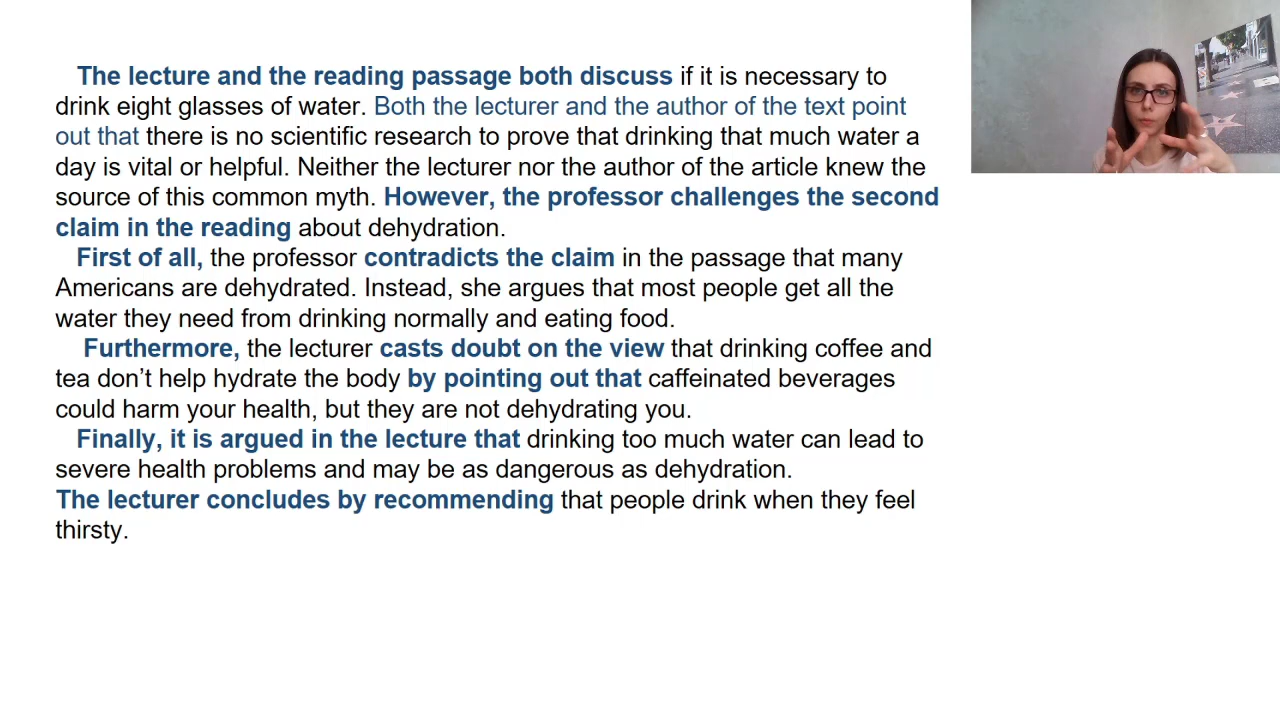 The lecture and the reading passage both discuss if it is necessary to
drink eight glasses of water. Both the lecturer and the author of the text point
out that there is no scientific research to prove that drinking that much water a
day is vital or helpful. Neither the lecturer nor the author of the article knew the
source of this common myth. However, the professor challenges the second
claim in the reading about dehydration.
First of all, the professor contradicts the claim in the passage that many
Americans are dehydrated. Instead, she argues that most people get all the
water they need from drinking normally and eating food.
Furthermore, the lecturer casts doubt on the view that drinking coffee and
tea don’t help hydrate the body by pointing out that caffeinated beverages
could harm your health, but they are not dehydrating you.
Finally, it is argued in the lecture that drinking too much water can lead to
severe health problems and may be as dangerous as dehydration.
The lecturer concludes by recommending that people drink when they feel
thirsty.